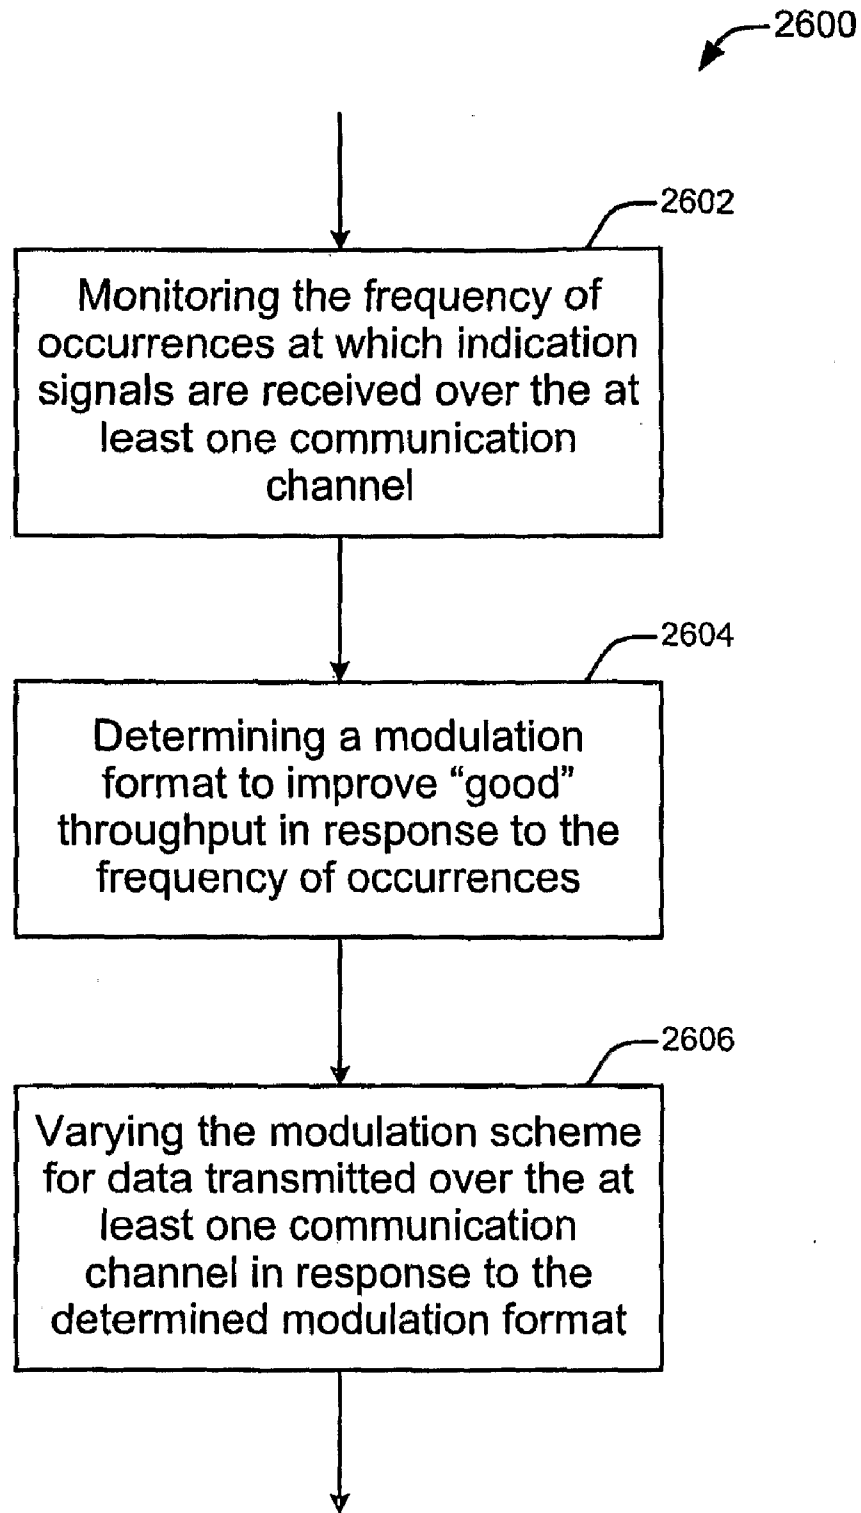 2600
2602
Monitoring the frequency of
occurrences at which indication
signals are received over the at
least one communication
channel
2604
Determining a modulation
format to improve “good”
throughput in response to the
frequency of occurrences
2606
Varying the modulation scheme
for data transmitted over the at
least one communication
channel in response to the
determined modulation format